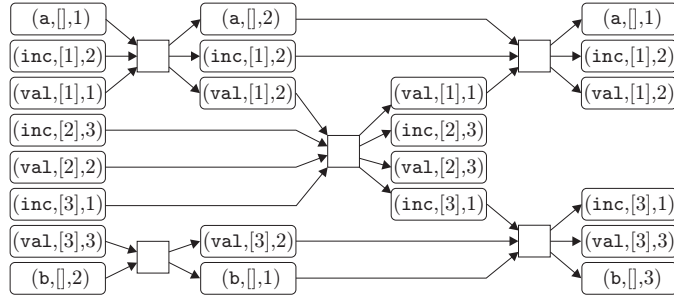 (a,[],1) (a,[],2) (a,[],1)
(inc,[1],2) (inc,[1],2) (inc,[1],2)
(val,[1],1) (val,[1],2) (val,[1],1) (val,[1],2)
(inc,[2],3) (inc,[2],3)
(val,[2],2) (val,[2],3)
(inc,[3],1) (inc,[3],1) (inc,[3],1)
(val,[3],3) (val,[3],2) (val,[3],3)
(b,[],2) (b,[],1) (b,[],3)